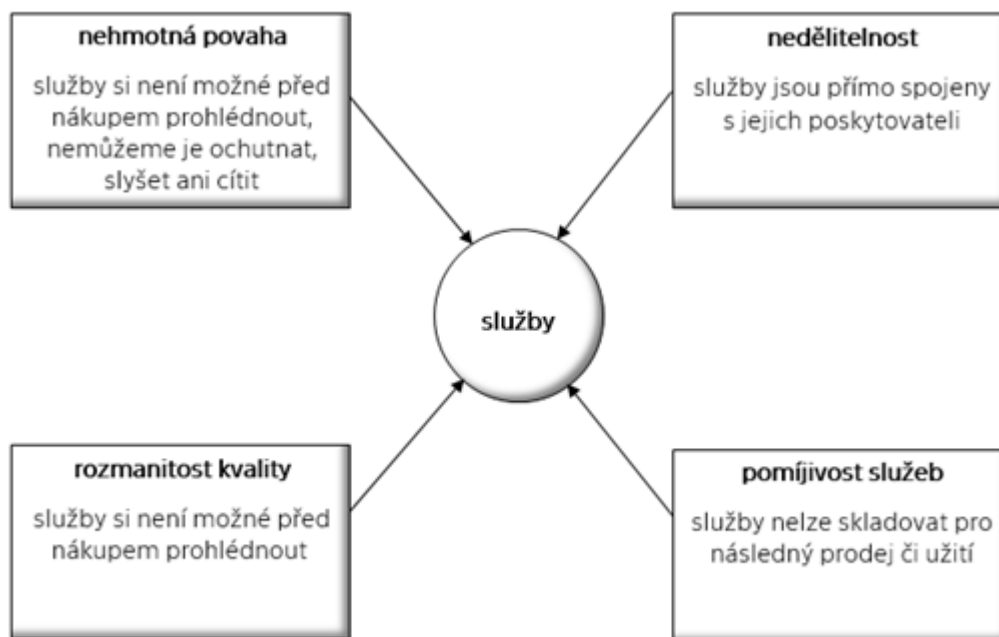 nehmotná povaha
služby si není možné před
nákupem prohlédnout,
nemůžeme je ochutnat,
slyšet ani cítit
nedělitelnost
služby jsou přímo spojeny
s jejich poskytovateli
služby
rozmanitost kvality
služby si není možné před
nákupem prohlédnout
pomíjivost služeb
služby nelze skladovat pro
následný prodej či užití